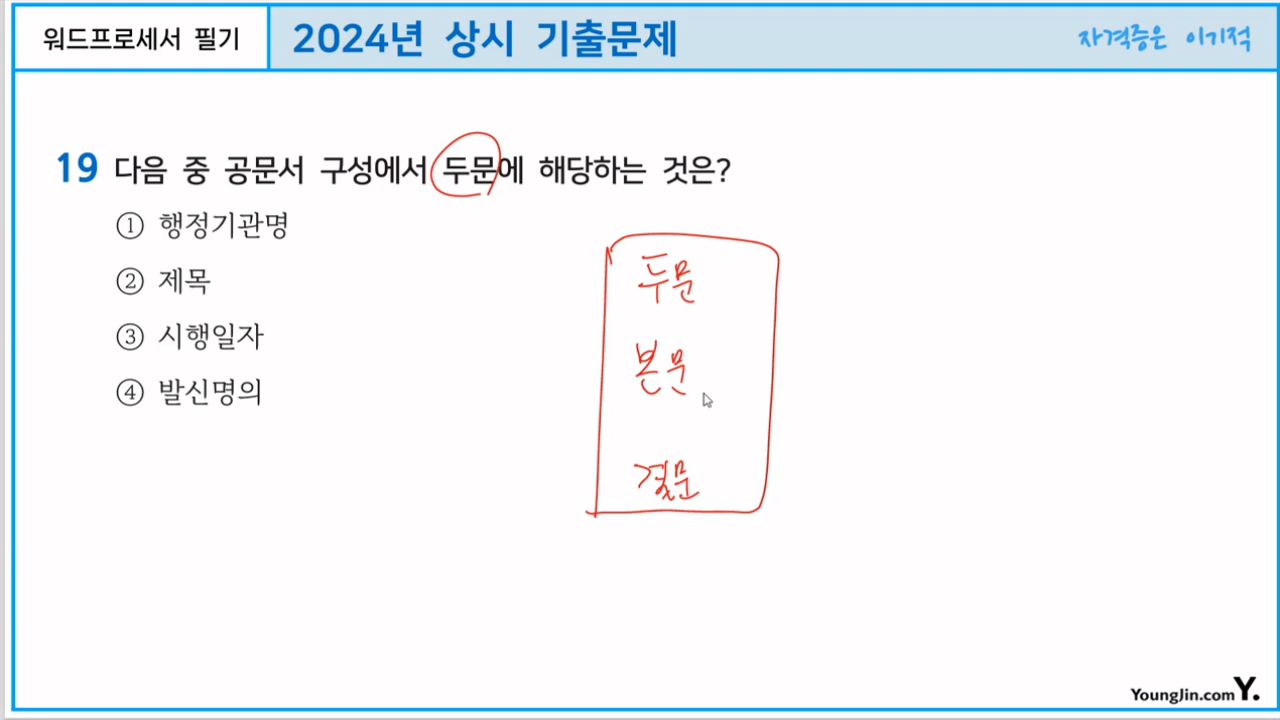 워드프로세서 필기
2024년 상시 기출문제
자격증은 이기적
19 다음 중 공문서 구성에서 두문에 해당하는 것은?
① 행정기관명
② 제목
③ 시행일자
④ 발신명의
두문
본문
결문
YoungJin.com Y.